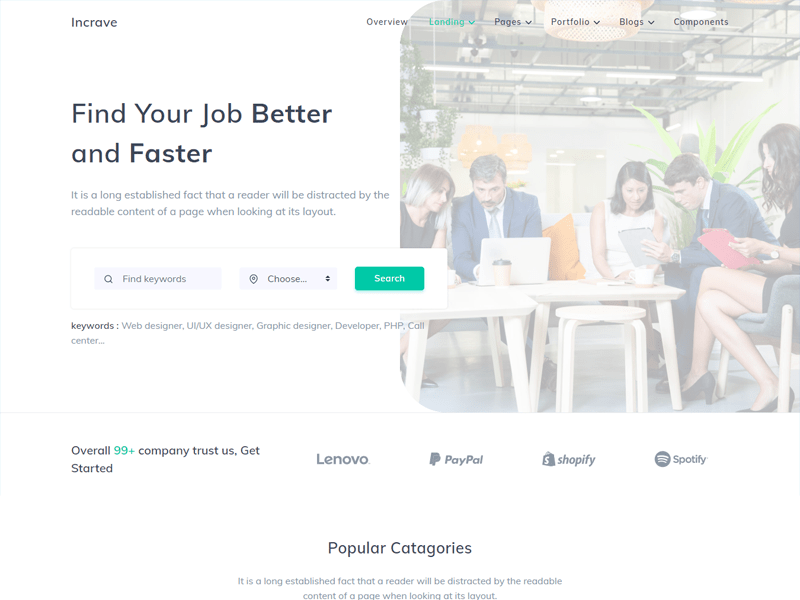 Incrave
Overview Landing Pages Portfolio Blogs Components
Find Your Job Better
and Faster
It is a long established fact that a reader will be distracted by the
readable content of a page when looking at its layout.
Find keywords Choose... Search
keywords : Web designer, UI/UX designer, Graphic designer, Developer, PHP, Call
center...
Overall 99+ company trust us, Get
Started
Lenovo PayPal shopify Spotify
Popular Catagories
It is a long established fact that a reader will be distracted by the readable
content of a page when looking at its layout.